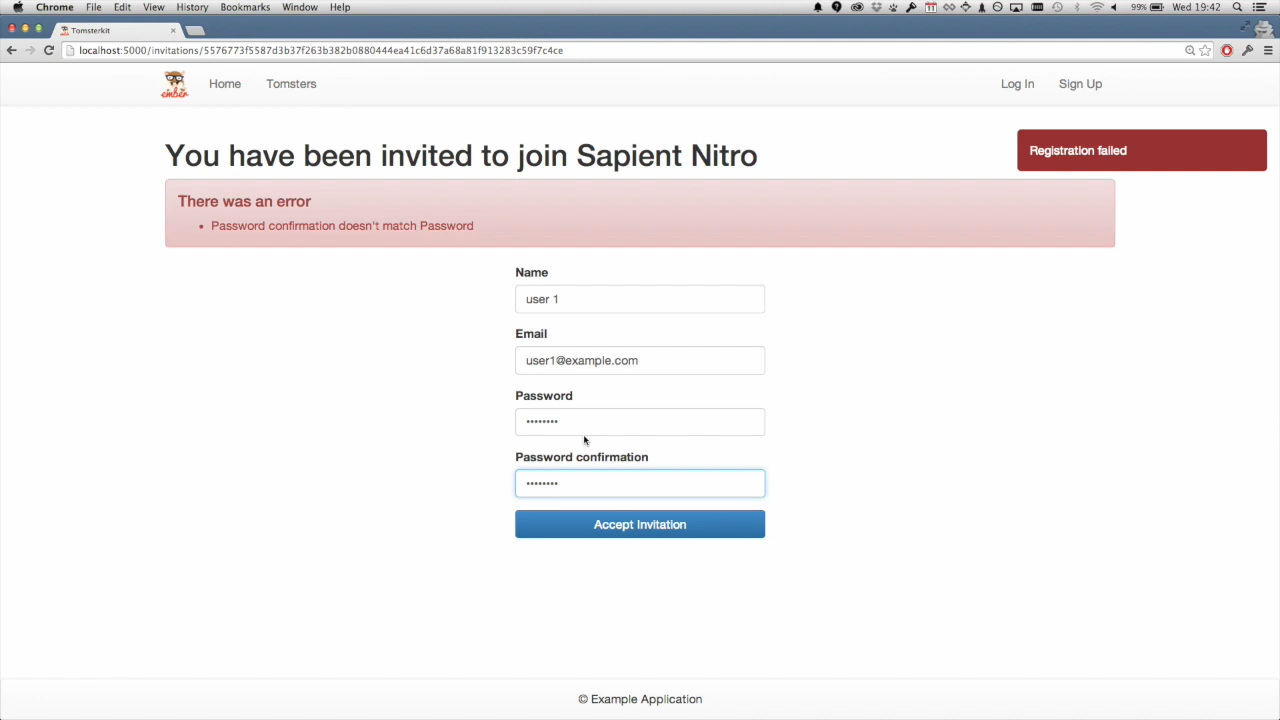 Chrome File Edit View History Bookmarks Window Help
99% Wed 19:42
Tomsterkit
localhost:5000/invitations/5576773f5587d3b37f263b382b0880444ea41c6d37a68a81f913283c59f7c4ce
ember Home Tomsters Log In Sign Up
You have been invited to join Sapient Nitro
Registration failed
There was an error
• Password confirmation doesn't match Password
Name
user 1
Email
user1@example.com
Password
••••••••
Password confirmation
••••••••
Accept Invitation
© Example Application